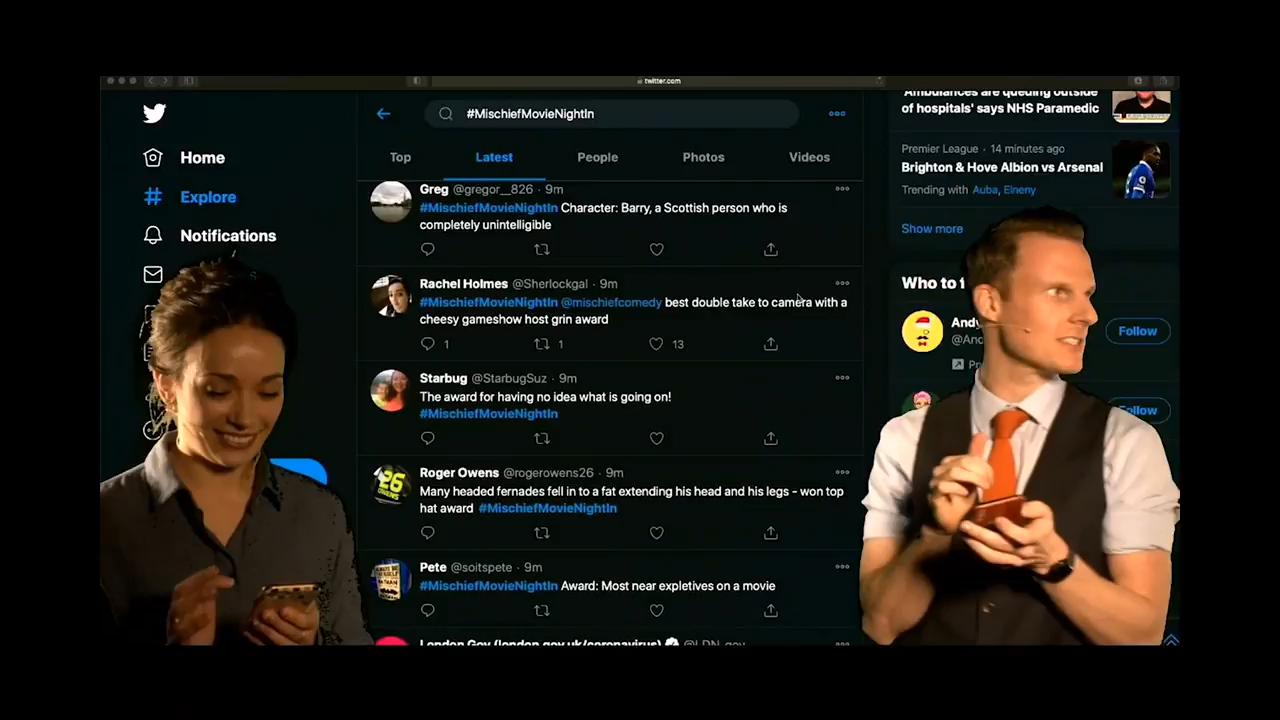 twitter.com
#MischiefMovieNightIn
Home
Explore
Notifications
Top
Latest
People
Photos
Videos
Greg @gregor__826 · 9m
#MischiefMovieNightIn Character: Barry, a Scottish person who is
completely unintelligible
Rachel Holmes @Sherlockgal · 9m
#MischiefMovieNightIn @mischiefcomedy best double take to camera with a
cheesy gameshow host grin award
1
1
13
Starbug @StarbugSuz · 9m
The award for having no idea what is going on!
#MischiefMovieNightIn
26
OWENS
Roger Owens @rogerowens26 · 9m
Many headed fernades fell in to a fat extending his head and his legs - won top
hat award #MischiefMovieNightIn
Pete @soitspete · 9m
#MischiefMovieNightIn Award: Most near expletives on a movie
London Gov (london.gov.uk/coronavirus) @LDN_gov
Ambulances are queuing outside
of hospitals' says NHS Paramedic
Premier League · 14 minutes ago
Brighton & Hove Albion vs Arsenal
Trending with Auba, Elneny
Show more
Who to f
Andy
@And
Follow
Pr
Follow